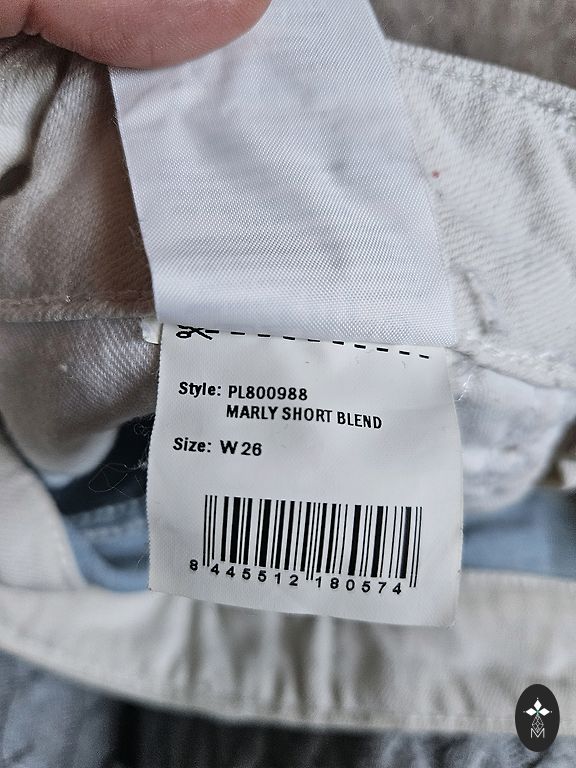 Style: PL800988
MARLY SHORT BLEND
Size: W26
8 445512 180574
M